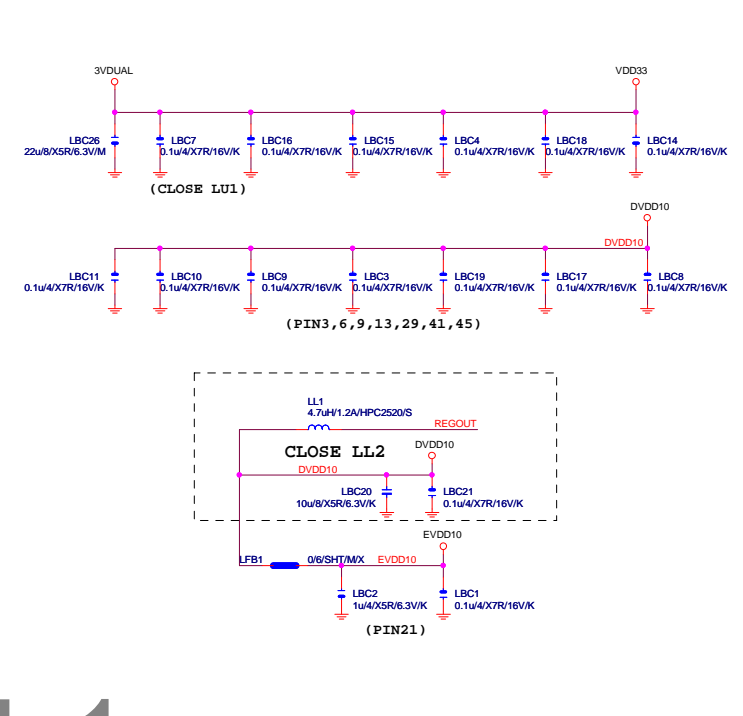 3VDUAL VDD33
LBC26 LBC7 LBC16 LBC15 LBC4 LBC18 LBC14
22u/8/X5R/6.3V/M 0.1u/4/X7R/16V/K 0.1u/4/X7R/16V/K 0.1u/4/X7R/16V/K 0.1u/4/X7R/16V/K 0.1u/4/X7R/16V/K 0.1u/4/X7R/16V/K
(CLOSE LU1)
DVDD10
DVDD10
LBC11 LBC10 LBC9 LBC3 LBC19 LBC17 LBC8
0.1u/4/X7R/16V/K 0.1u/4/X7R/16V/K 0.1u/4/X7R/16V/K 0.1u/4/X7R/16V/K 0.1u/4/X7R/16V/K 0.1u/4/X7R/16V/K 0.1u/4/X7R/16V/K
(PIN3,6,9,13,29,41,45)
LL1
4.7uH/1.2A/HPC2520/S
REGOUT
CLOSE LL2 DVDD10
DVDD10
LBC20 LBC21
10u/8/X5R/6.3V/K 0.1u/4/X7R/16V/K
EVDD10
LFB1 0/6/SHT/M/X EVDD10
LBC2 LBC1
1u/4/X5R/6.3V/K 0.1u/4/X7R/16V/K
(PIN21)